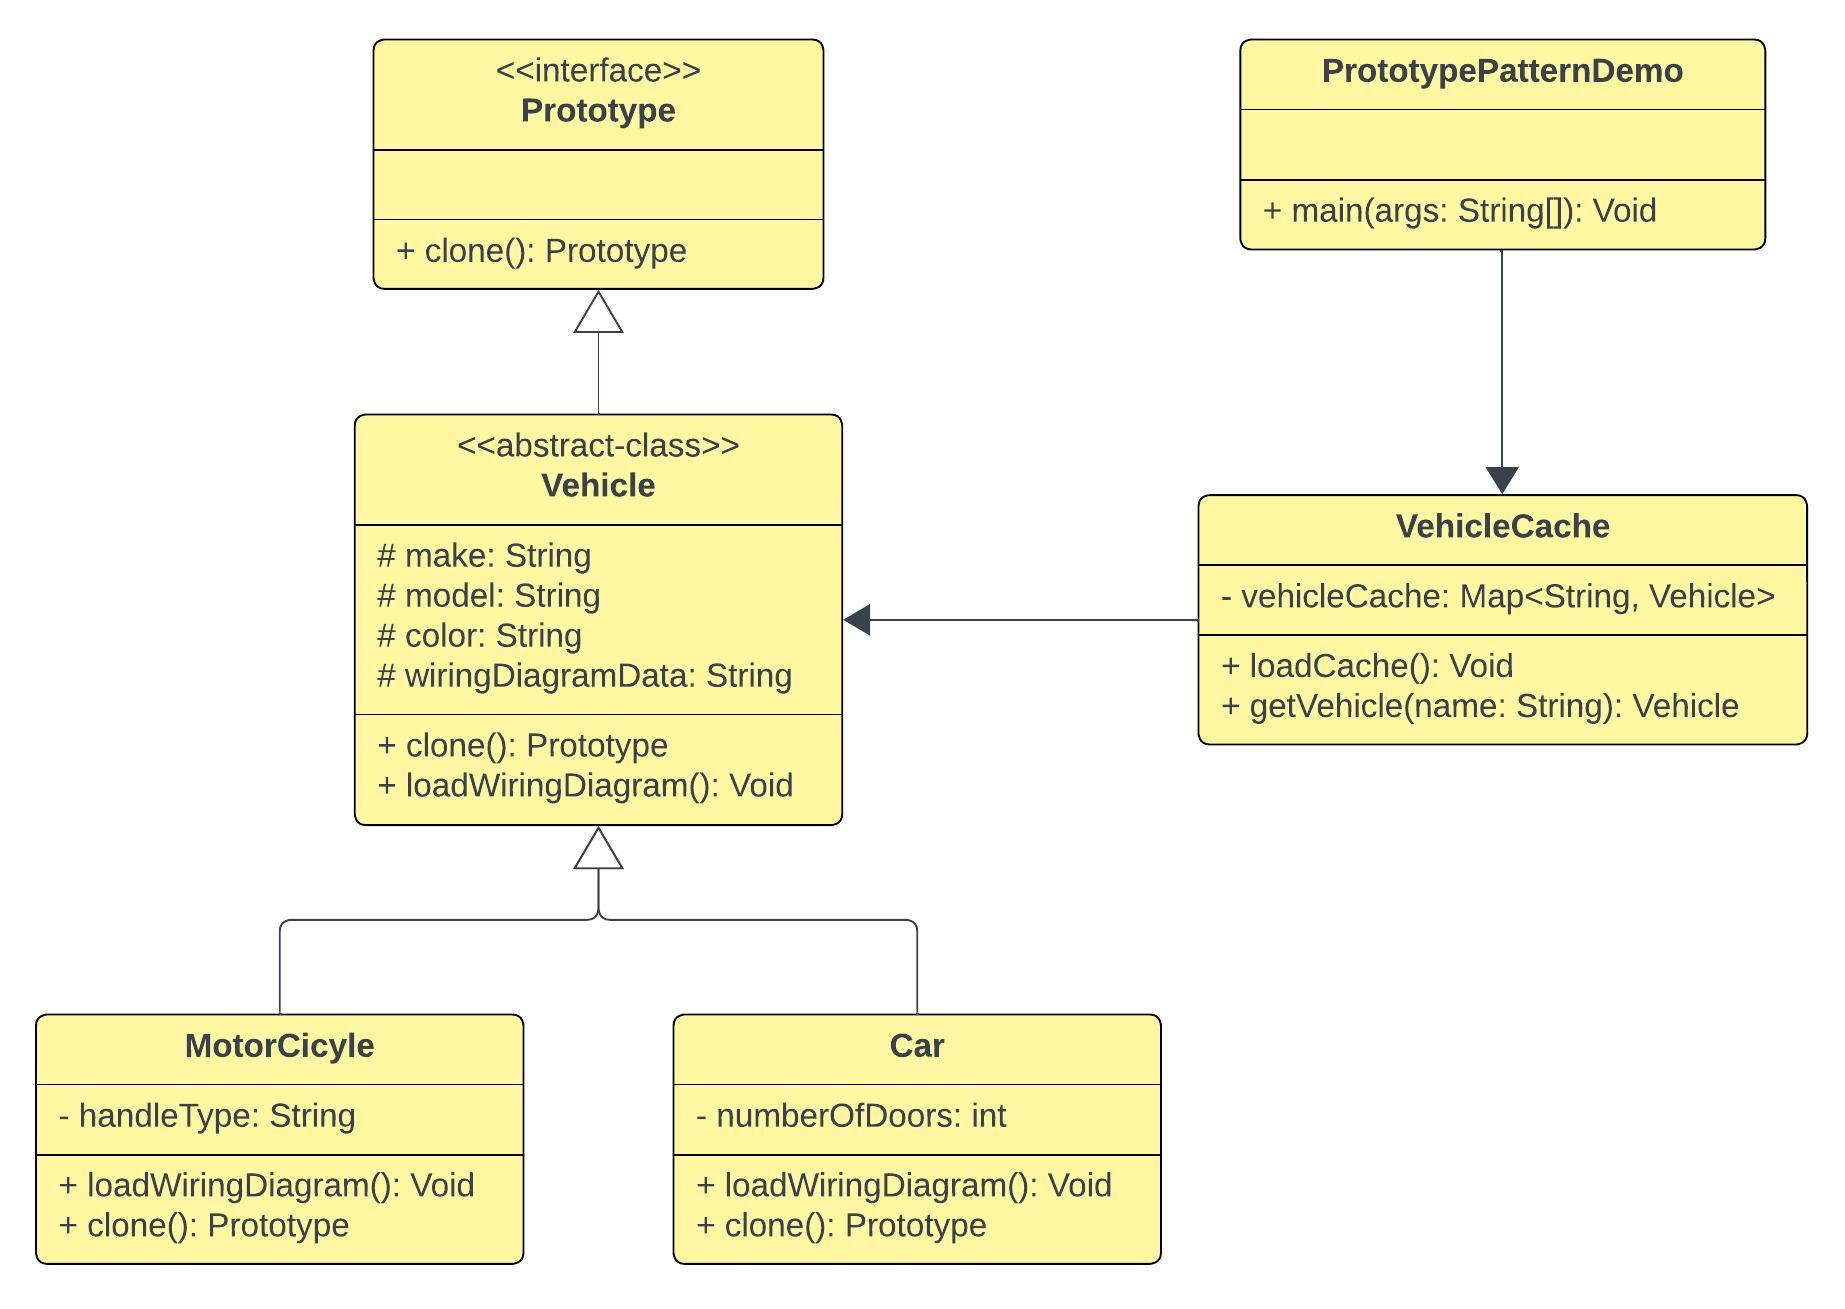 <<interface>>
Prototype
+ clone(): Prototype
PrototypePatternDemo
+ main(args: String[]): Void
<<abstract-class>>
Vehicle
# make: String
# model: String
# color: String
# wiringDiagramData: String
+ clone(): Prototype
+ loadWiringDiagram(): Void
VehicleCache
- vehicleCache: Map<String, Vehicle>
+ loadCache(): Void
+ getVehicle(name: String): Vehicle
MotorCicyle
- handleType: String
+ loadWiringDiagram(): Void
+ clone(): Prototype
Car
- numberOfDoors: int
+ loadWiringDiagram(): Void
+ clone(): Prototype